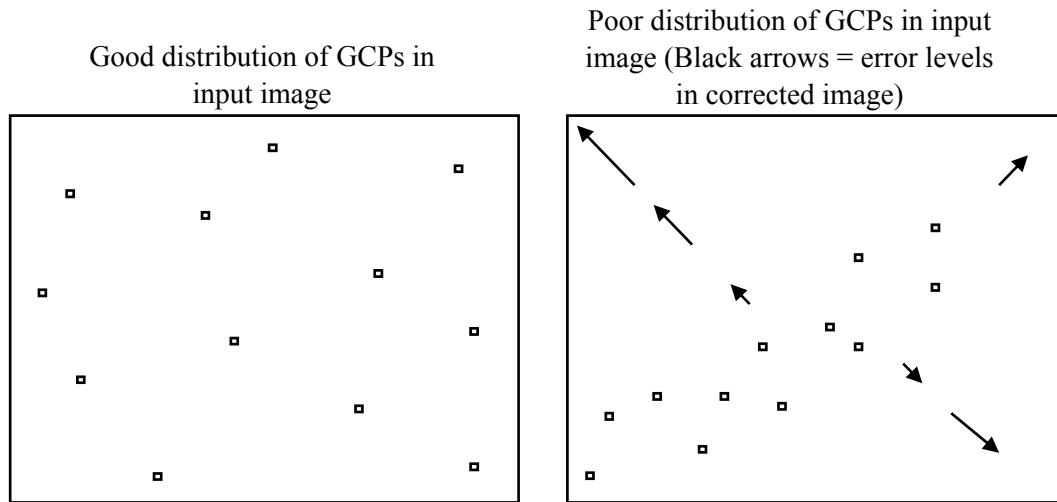 Good distribution of GCPs in
input image
Poor distribution of GCPs in input
image (Black arrows = error levels
in corrected image)